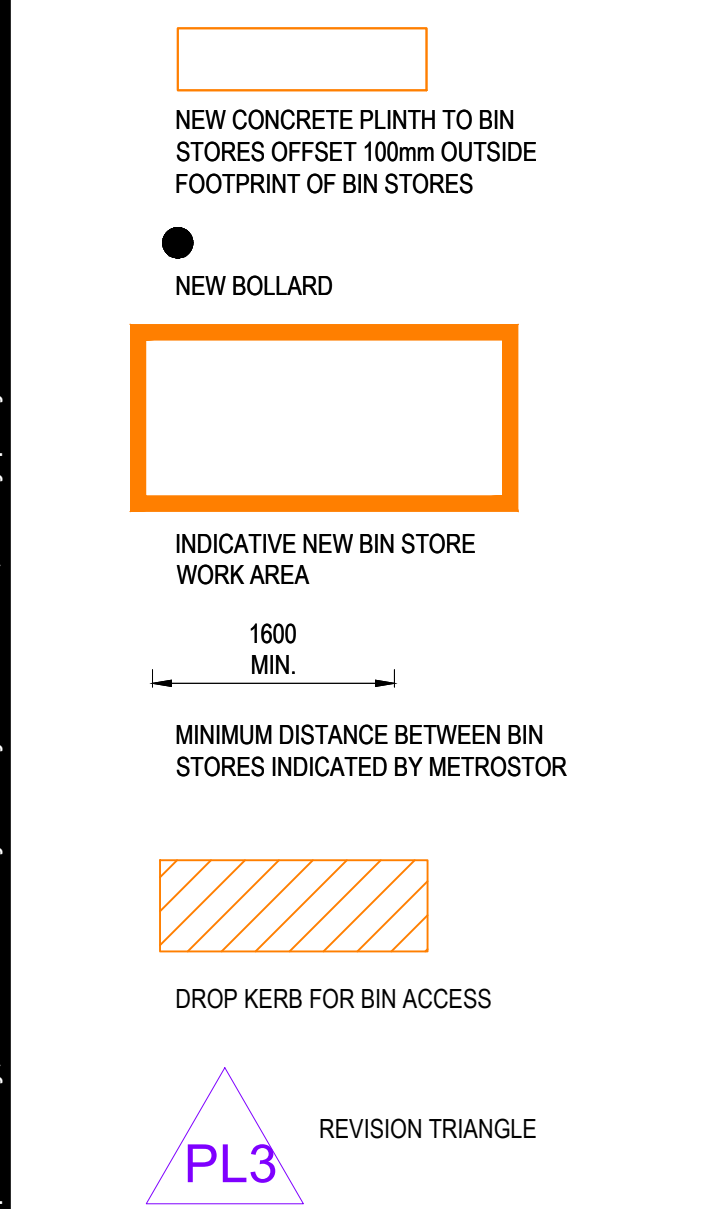 NEW CONCRETE PLINTH TO BIN
STORES OFFSET 100mm OUTSIDE
FOOTPRINT OF BIN STORES
NEW BOLLARD
INDICATIVE NEW BIN STORE
WORK AREA
1600
MIN.
MINIMUM DISTANCE BETWEEN BIN
STORES INDICATED BY METROSTOR
DROP KERB FOR BIN ACCESS
REVISION TRIANGLE
PL3